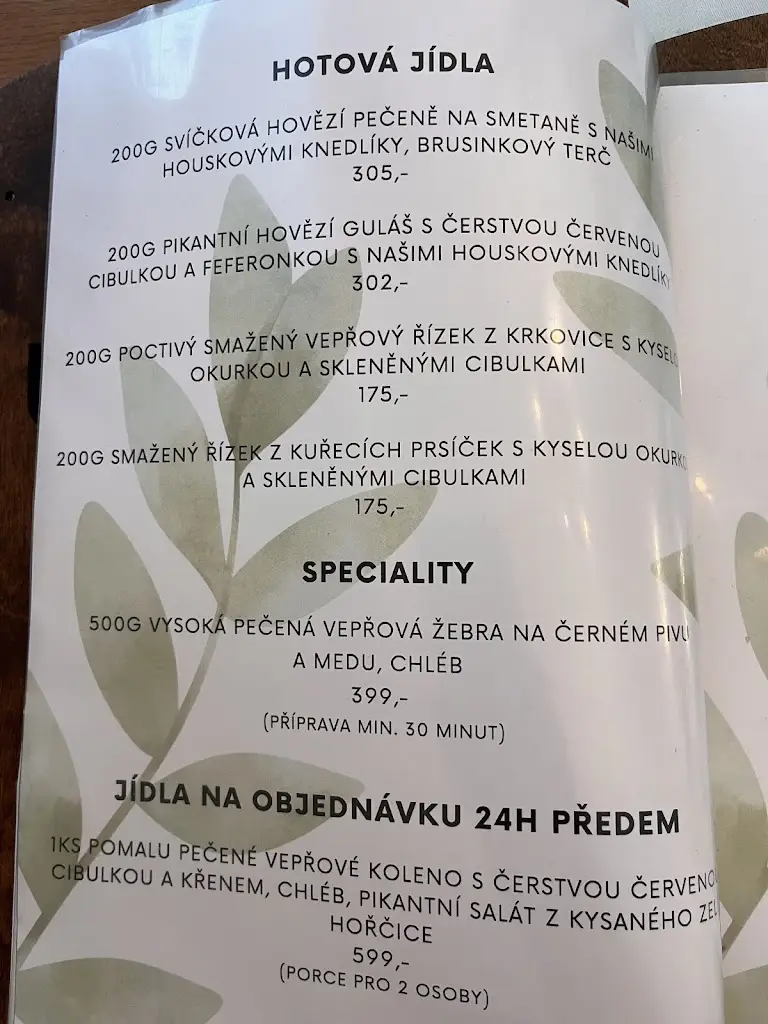 HOTOVÁ JÍDLA
200G SVÍČKOVÁ HOVĚZÍ PEČENĚ NA SMETANĚ S NAŠIMI
HOUSKOVÝMI KNEDLÍKY, BRUSINKOVÝ TERČ
305,-
200G PIKANTNÍ HOVĚZÍ GULÁŠ S ČERSTVOU ČERVENOU
CIBULKOU A FEFERONKOU S NAŠIMI HOUSKOVÝMI KNEDLÍKY
302,-
200G POCTIVÝ SMAŽENÝ VEPŘOVÝ ŘÍZEK Z KRKOVICE S
OKURKOU A SKLENĚNÝMI CIBULKAMI
175,-
200G SMAŽENÝ ŘÍZEK Z KUŘECÍCH PRSÍČEK S KYSELOU
A SKLENĚNÝMI CIBULKAMI
175,-
SPECIALITY
500G VYSOKÁ PEČENÁ VEPŘOVÁ ŽEBRA NA ČERNÉM PIVU
A MEDU, CHLÉB
399,-
(PŘÍPRAVA MIN. 30 MINUT)
JÍDLA NA OBJEDNÁVKU 24H PŘEDEM
1KS POMALU PEČENÉ VEPŘOVÉ KOLENO S ČERSTVOU
CIBULKOU A KŘENEM, CHLÉB, PIKANTNÍ SALÁT Z KYSANÉHO
HOŘČICE
599,-
(PORCE PRO 2 OSOBY)